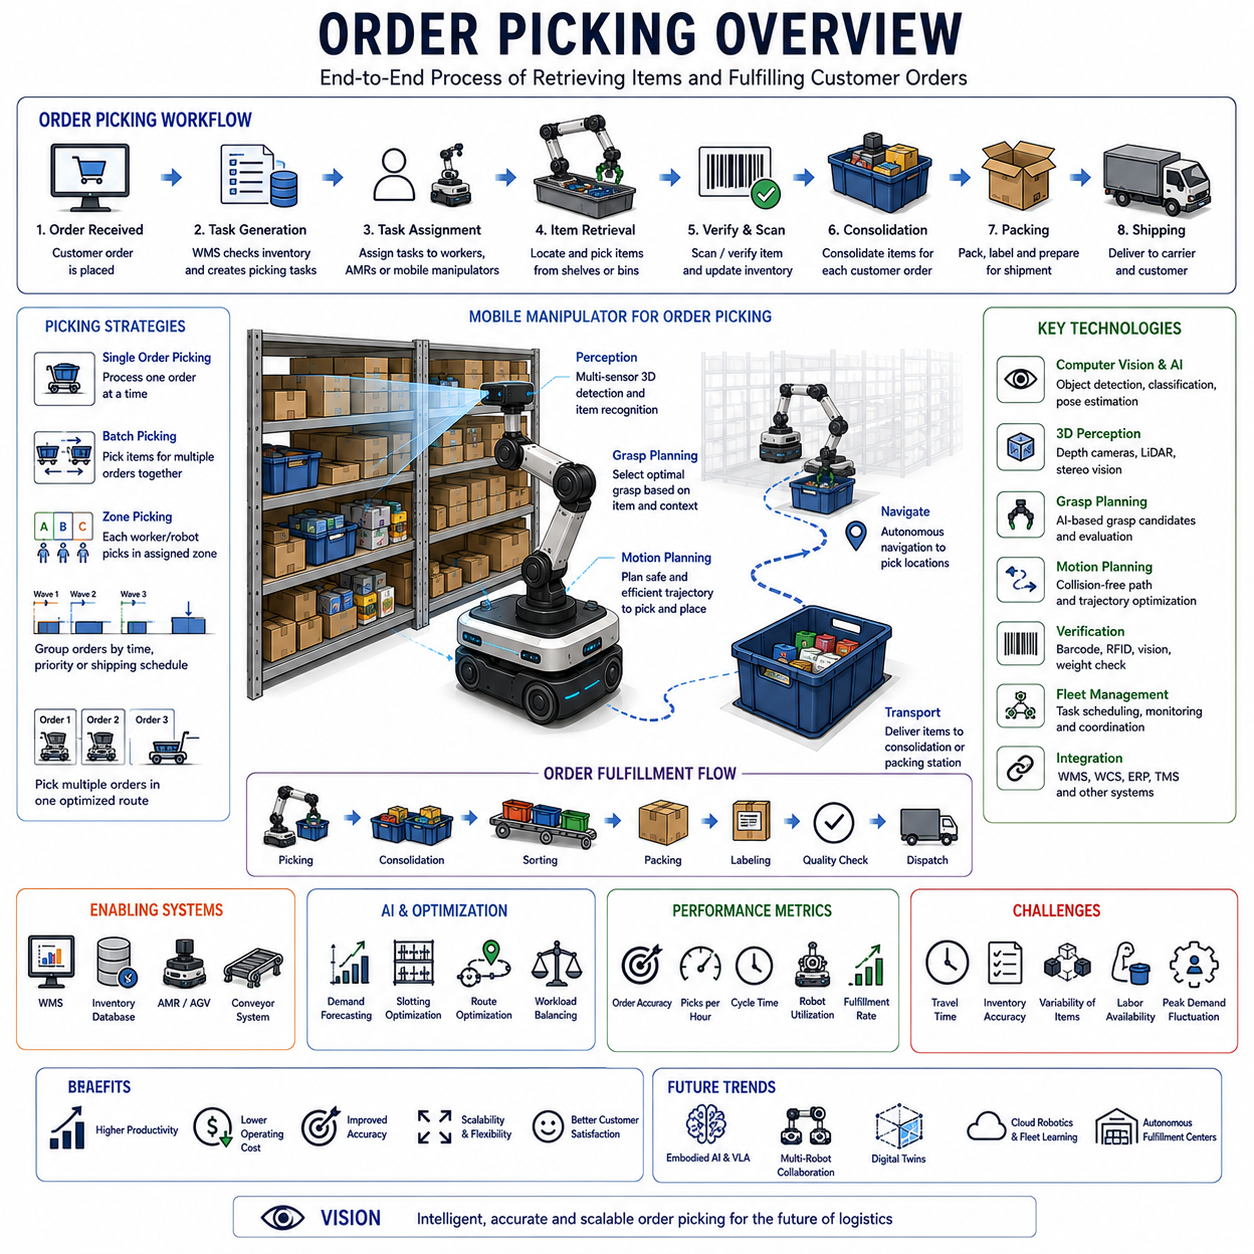 ORDER PICKING OVERVIEW
End-to-End Process of Retrieving Items and Fulfilling Customer Orders
ORDER PICKING WORKFLOW
1. Order Received
Customer order
is placed
2. Task Generation
WMS checks inventory
and creates picking tasks
3. Task Assignment
Assign tasks to workers,
AMRs or mobile manipulators
4. Item Retrieval
Locate and pick items
from shelves or bins
5. Verify & Scan
Scan / verify item
and update inventory
6. Consolidation
Consolidate items for
each customer order
7. Packing
Pack, label and prepare
for shipment
8. Shipping
Deliver to carrier
and customer
PICKING STRATEGIES
Single Order Picking
Process one order
at a time
Batch Picking
Pick items for multiple
orders together
A B C
Zone Picking
Each worker/robot
picks in assigned zone
Wave 1 Wave 2 Wave 3
Group orders by time,
priority or shipping schedule
Order 1 Order 2 Order 3
Pick multiple orders in
one optimized route
MOBILE MANIPULATOR FOR ORDER PICKING
Perception
Multi-sensor 3D
detection and
item recognition
Grasp Planning
Select optimal
grasp based on
item and context
Motion Planning
Plan safe and
efficient trajectory
to pick and place
Navigate
Autonomous
navigation to
pick locations
Transport
Deliver items to
consolidation or
packing station
KEY TECHNOLOGIES
Computer Vision & AI
Object detection, classification,
pose estimation
3D Perception
Depth cameras, LiDAR,
stereo vision
Grasp Planning
AI-based grasp candidates
and evaluation
Motion Planning
Collision-free path
and trajectory optimization
Verification
Barcode, RFID, vision,
weight check
Fleet Management
Task scheduling, monitoring
and coordination
Integration
WMS, WCS, ERP, TMS
and other systems
ORDER FULFILLMENT FLOW
Picking
Consolidation
Sorting
Packing
Labeling
Quality Check
Dispatch
ENABLING SYSTEMS
WMS
Inventory
Database
AMR / AGV
Conveyor
System
AI & OPTIMIZATION
Demand
Forecasting
Slotting
Optimization
Route
Optimization
Workload
Balancing
PERFORMANCE METRICS
Order Accuracy
Picks per
Hour
Cycle Time
Robot
Utilization
Fulfillment
Rate
CHALLENGES
Travel
Time
Inventory
Accuracy
Variability of
Items
Labor
Availability
Peak Demand
Fluctuation
BEAEFITS
Higher Productivity
$
Lower
Operating
Cost
Improved
Accuracy
Scalability
& Flexibility
Better Customer
Satisfaction
FUTURE TRENDS
Embodied AI & VLA
Multi-Robot
Collaboration
Digital Twins
Cloud Robotics
& Fleet Learning
Autonomous
Fulfillment Centers
VISION
Intelligent, accurate and scalable order picking for the future of logistics